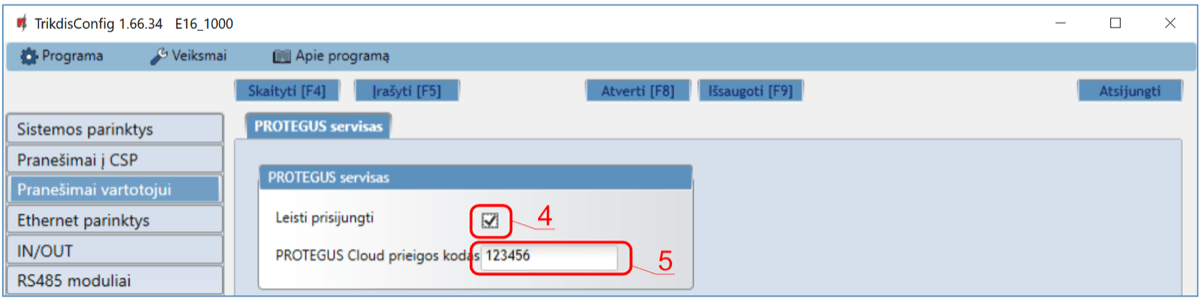 TrikdisConfig 1.66.34 E16_1000
Programa Veiksmai Apie programą
Skaityti [F4] Įrašyti [F5] Atverti [F8] Išsaugoti [F9] Atsijungti
Sistemos parinktys
Pranešimai į CSP
Pranešimai vartotojui
Ethernet parinktys
IN/OUT
RS485 moduliai
PROTEGUS servisas
PROTEGUS servisas
Leisti prisijungti 4
PROTEGUS Cloud prieigos kodas 123456 5